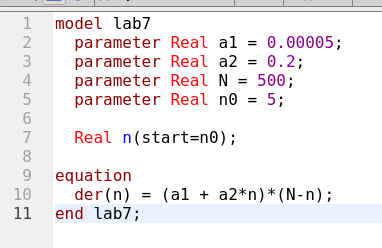 1 model lab7
2   parameter Real a1 = 0.00005;
3   parameter Real a2 = 0.2;
4   parameter Real N = 500;
5   parameter Real n0 = 5;
6
7   Real n(start=n0);
8
9 equation
10   der(n) = (a1 + a2*n)*(N-n);
11 end lab7;